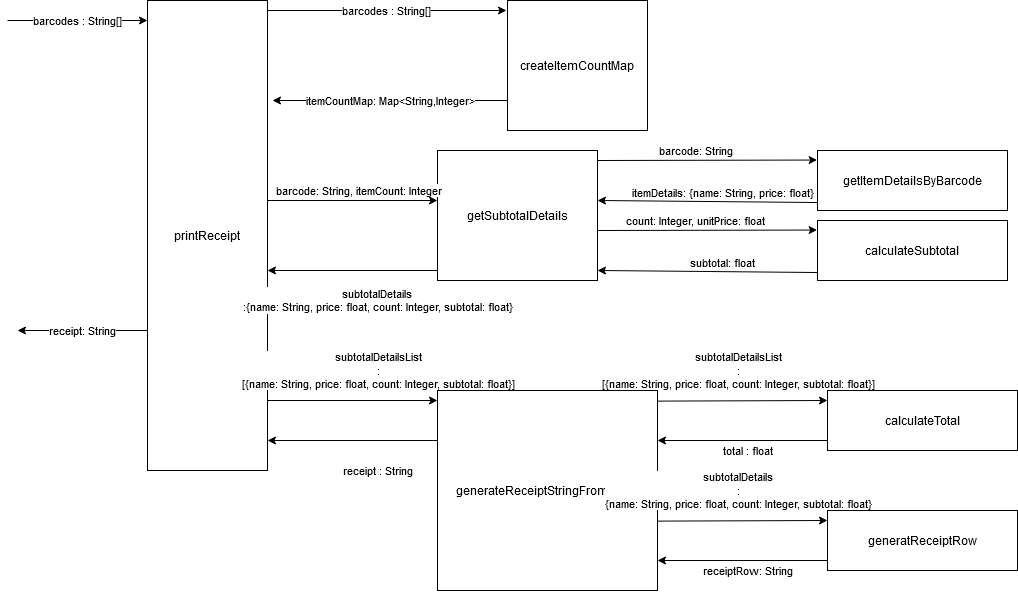 barcodes : String[]
barcodes : String[]
createItemCountMap
itemCountMap: Map<String,Integer>
barcode: String
getItemDetailsByBarcode
barcode: String, itemCount: Integer
itemDetails: {name: String, price: float}
getSubtotalDetails
count: Integer, unitPrice: float
printReceipt
calculateSubtotal
subtotal: float
subtotalDetails
:{name: String, price: float, count: Integer, subtotal: float}
receipt: String
subtotalDetailsList
:
[{name: String, price: float, count: Integer, subtotal: float}]
subtotalDetailsList
:
[{name: String, price: float, count: Integer, subtotal: float}]
calculateTotal
total : float
receipt : String
subtotalDetails
:
{name: String, price: float, count: Integer, subtotal: float}
generateReceiptStringFrom
generatReceiptRow
receiptRow: String